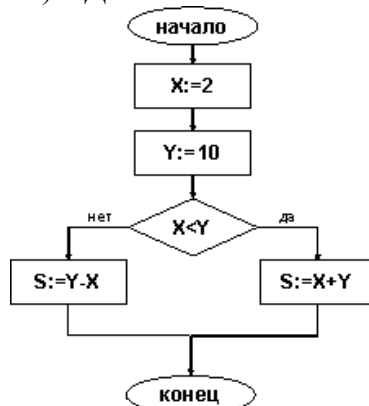 начало
X:=2
Y:=10
нет
да
X<Y
S:=Y-X
S:=X+Y
конец